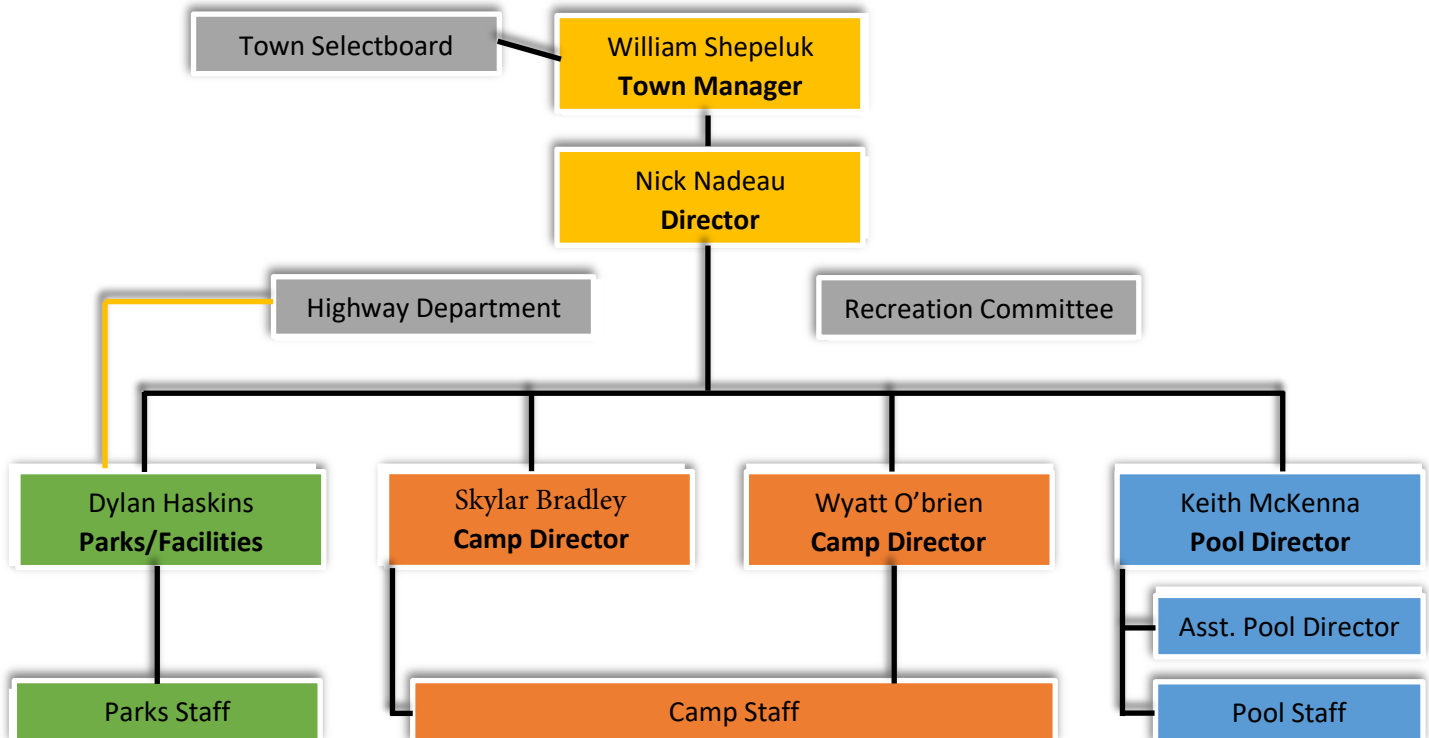 Town Selectboard
William Shepeluk
Town Manager
Nick Nadeau
Director
Highway Department
Recreation Committee
Dylan Haskins
Parks/Facilities
Skylar Bradley
Camp Director
Wyatt O’brien
Camp Director
Keith McKenna
Pool Director
Asst. Pool Director
Parks Staff
Camp Staff
Pool Staff